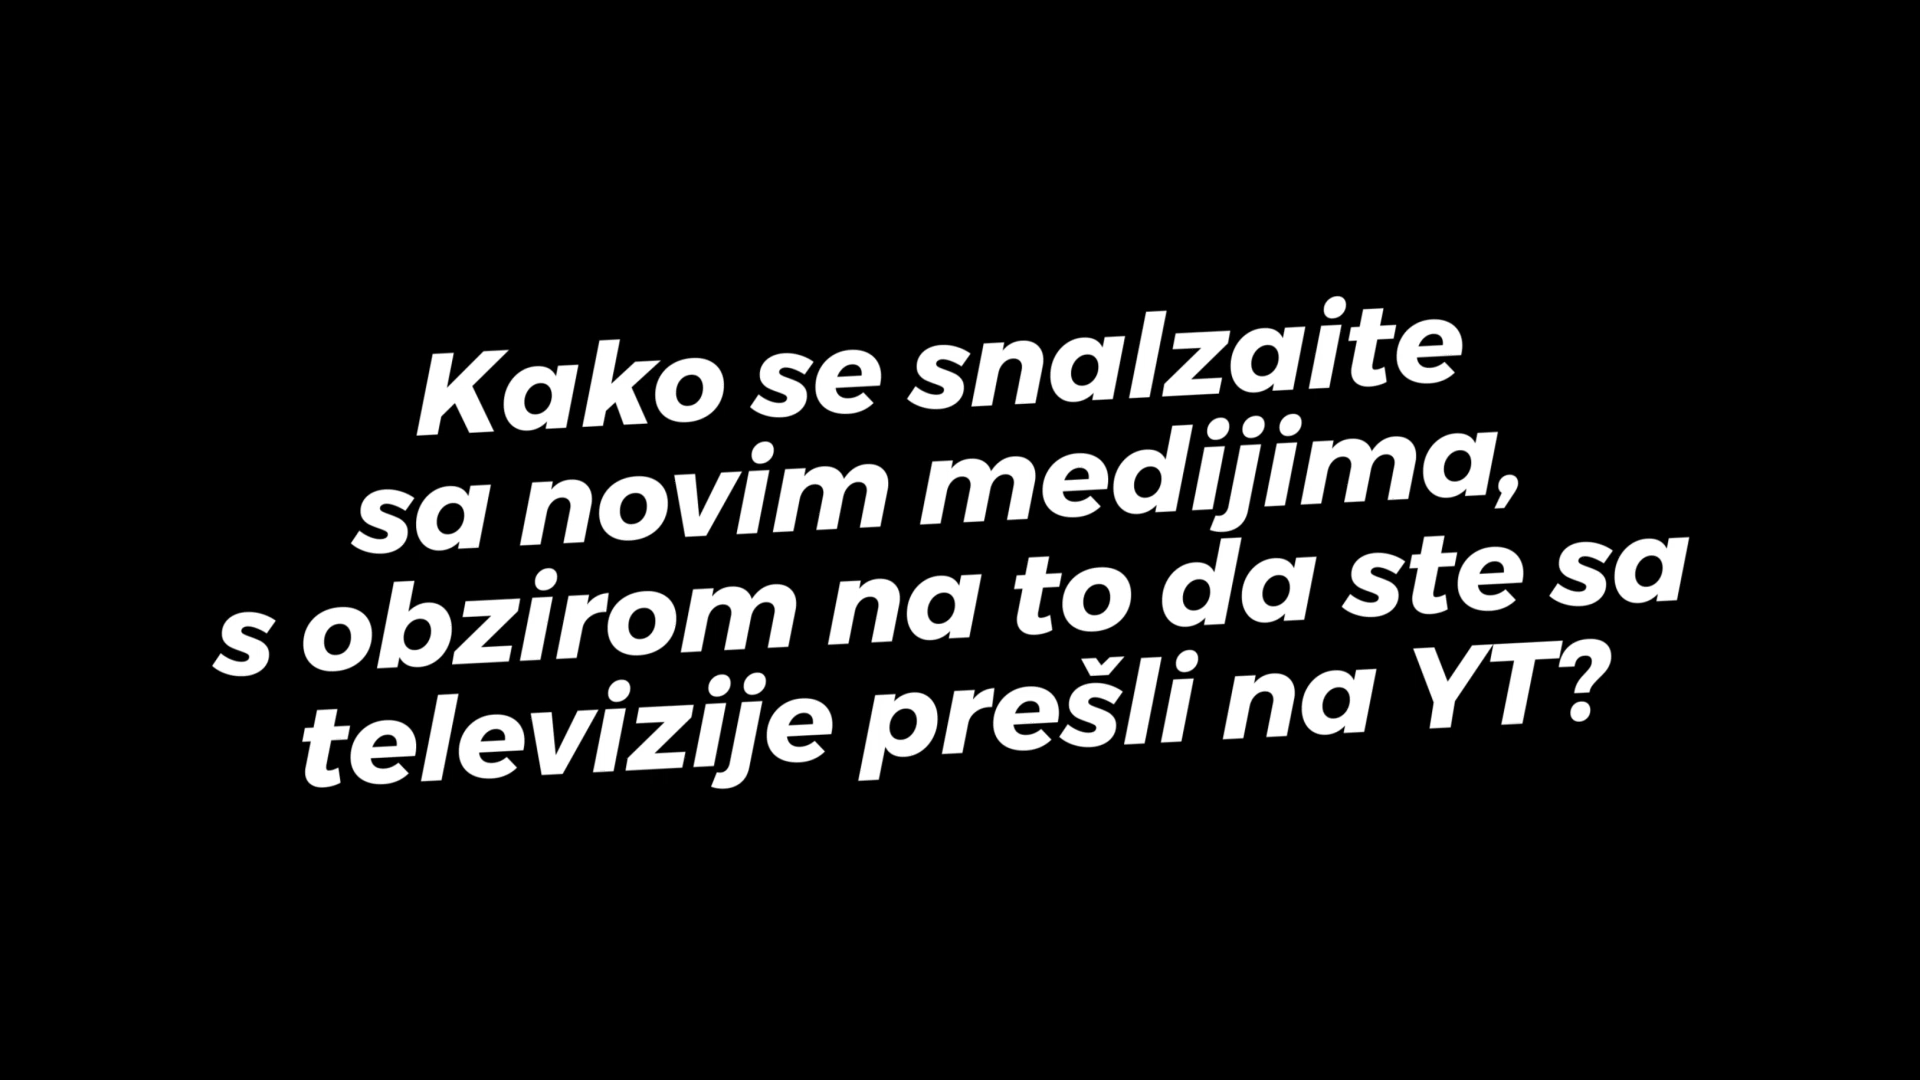 Kako se snalzaite
sa novim medijima,
s obzirom na to da ste sa
televizije prešli na YT?